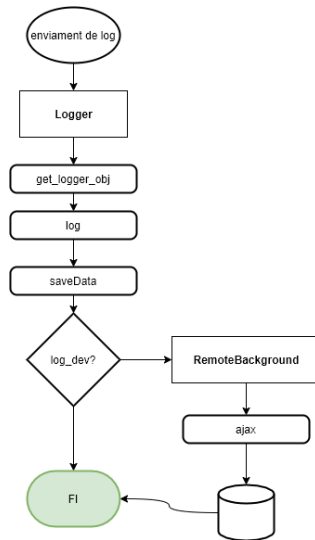 enviament de log
Logger
get_logger_obj
log
saveData
log_dev?
RemoteBackground
ajax
FI